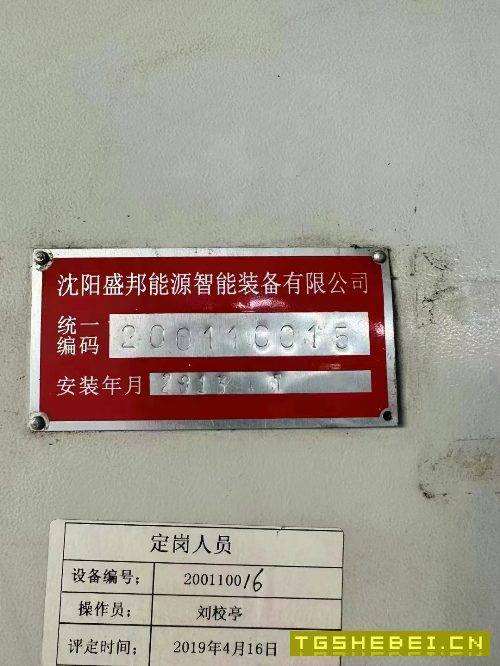 沈阳盛邦能源智能装备有限公司
统一编码 200110015
安装年月
定岗人员
设备编号： 200110016
操作员： 刘校亭
评定时间： 2019年4月16日
TGSHEBEI.CN